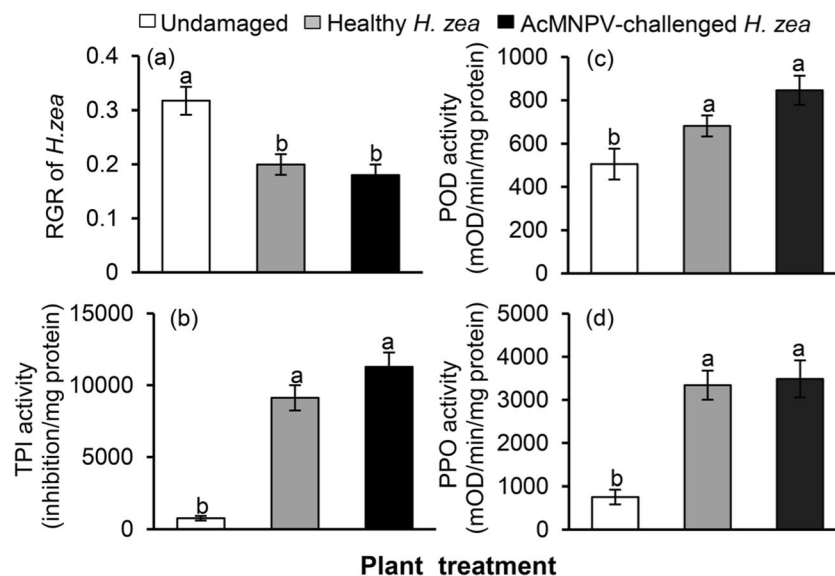 Undamaged Healthy H. zea AcMNPV-challenged H. zea
(a)
RGR of H.zea
0.4
0.3
0.2
0.1
0
a
b
b
(c)
POD activity
(mOD/min/mg protein)
1000
800
600
400
200
0
b
a
a
(b)
TPI activity
(inhibition/mg protein)
15000
10000
5000
0
b
a
a
(d)
PPO activity
(mOD/min/mg protein)
5000
4000
3000
2000
1000
0
b
a
a
Plant treatment